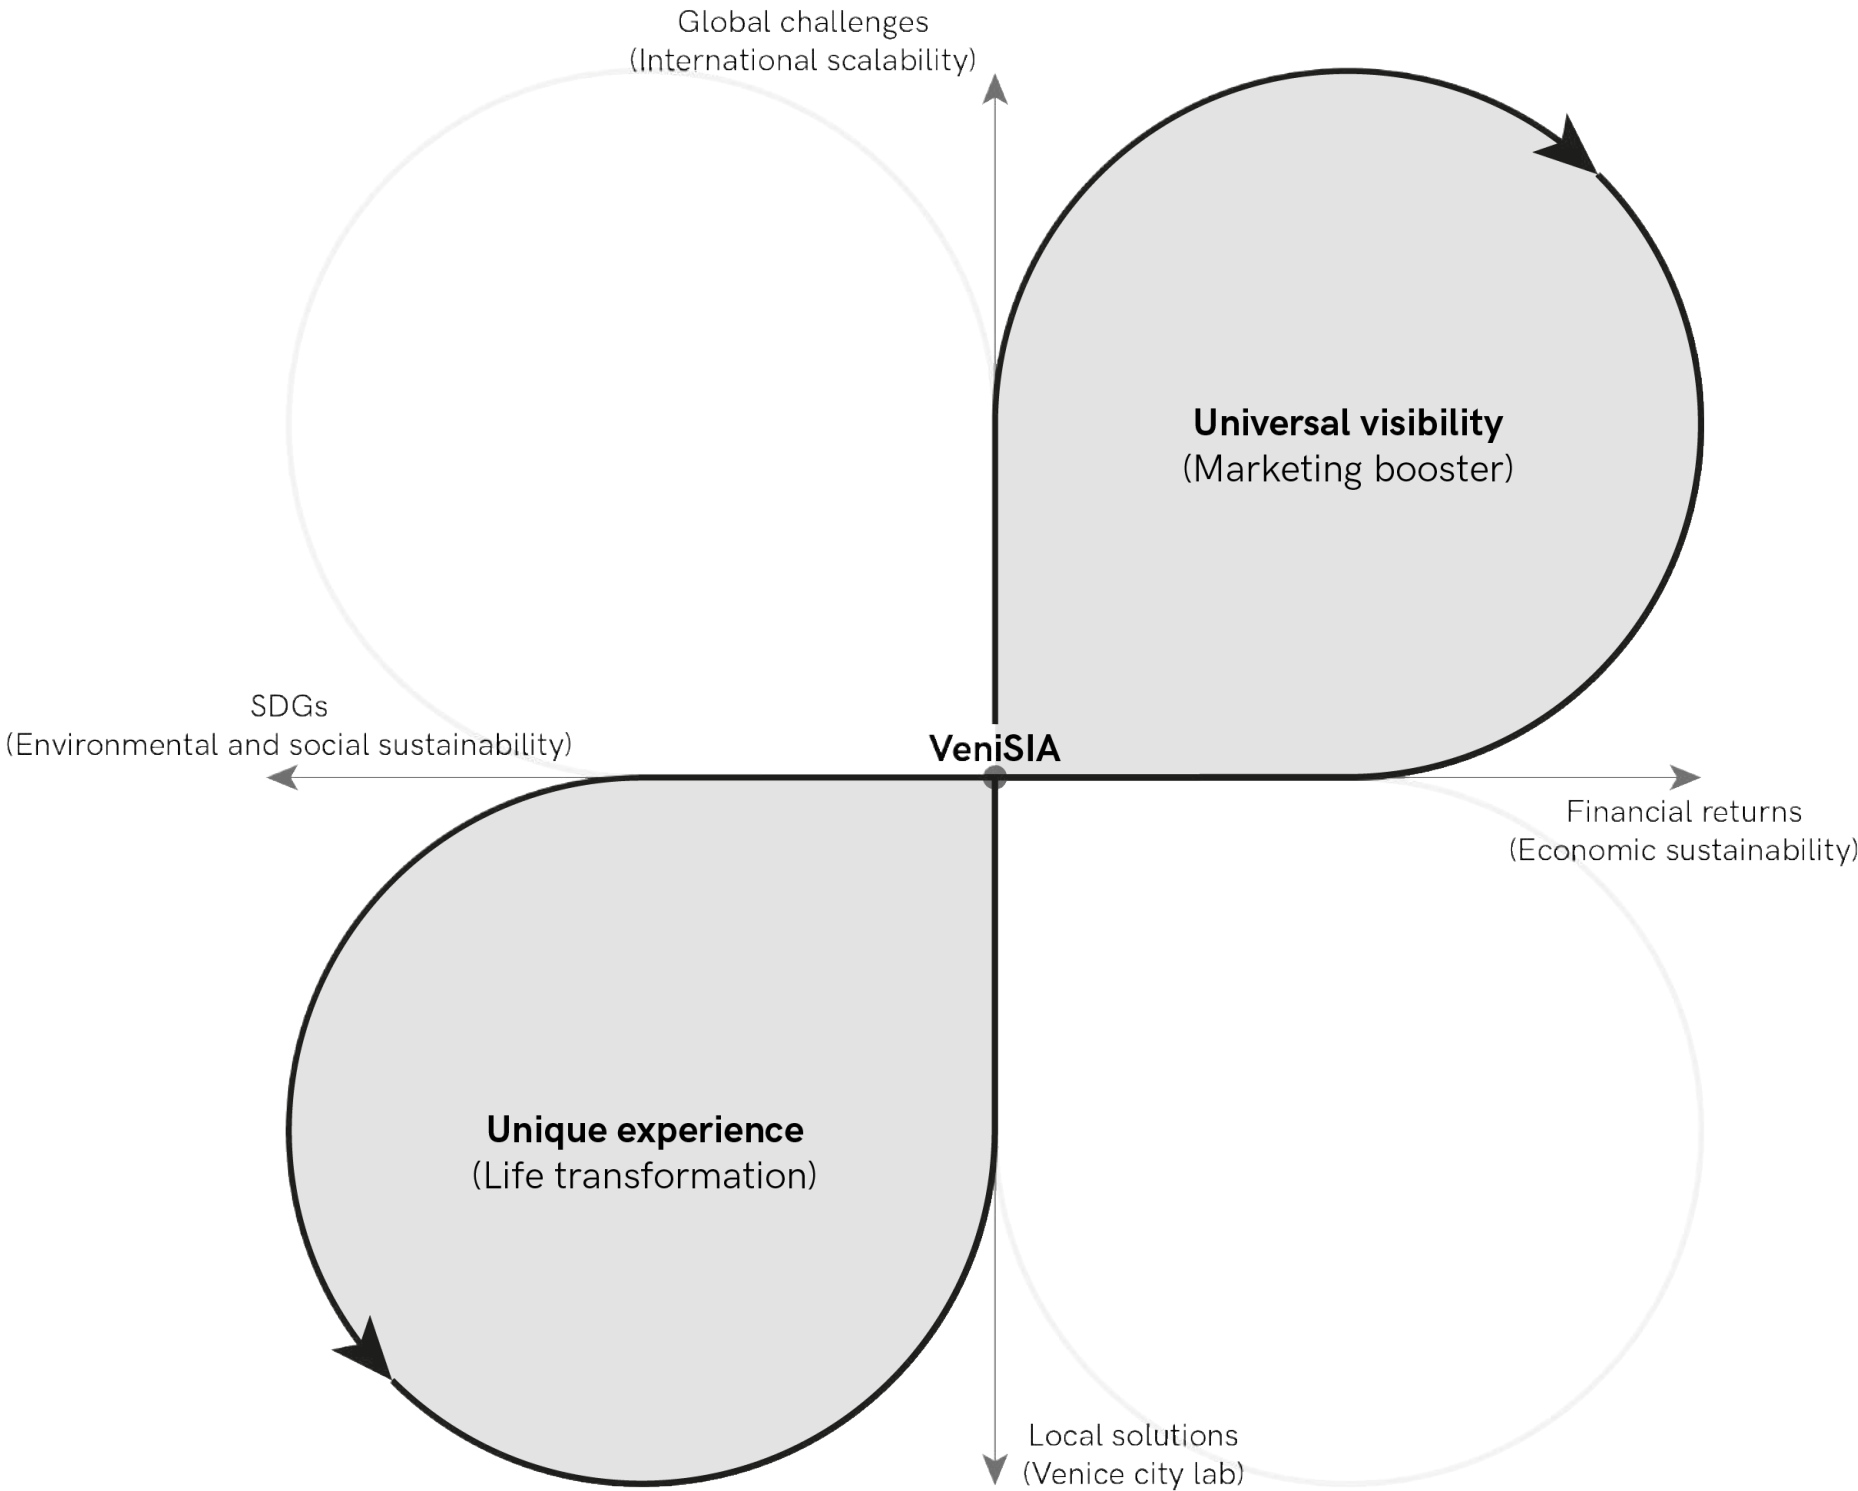 Global challenges
(International scalability)
Universal visibility
(Marketing booster)
SDGs
(Environmental and social sustainability)
VeniSIA
Financial returns
(Economic sustainability)
Unique experience
(Life transformation)
Local solutions
(Venice city lab)